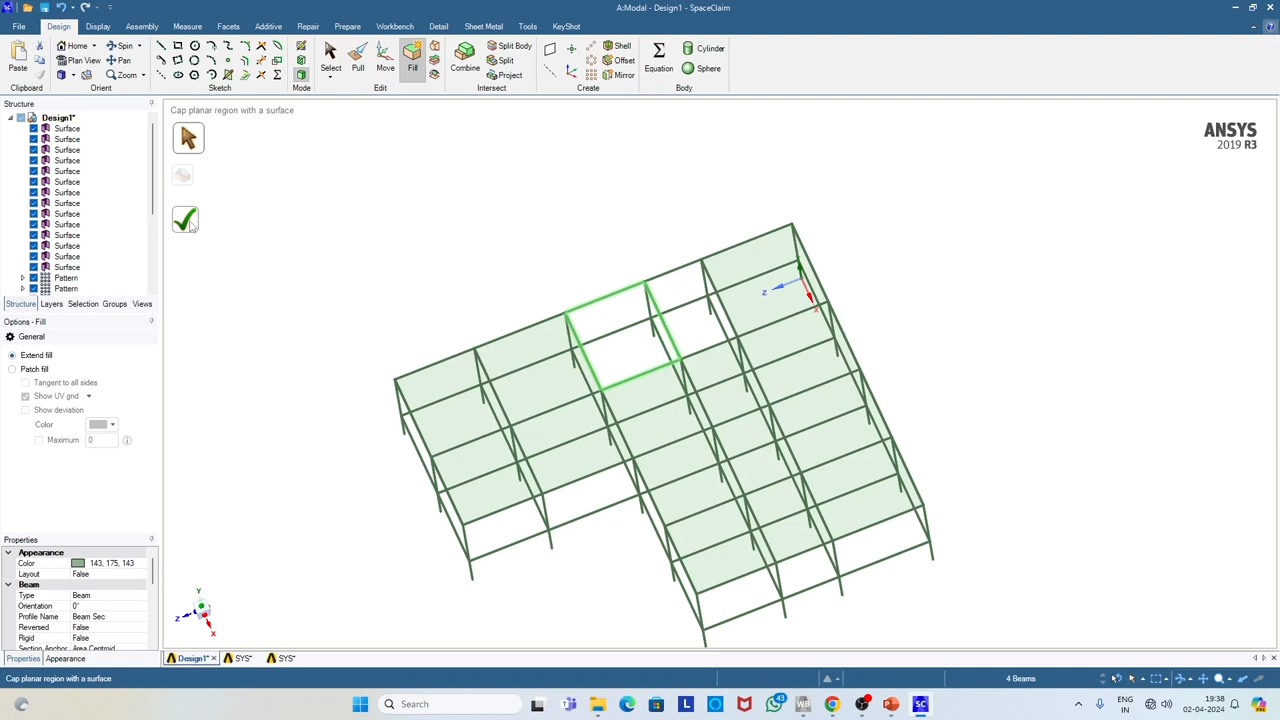 A:Modal - Design1 - SpaceClaim
File Design Display Assembly Measure Facets Additive Repair Prepare Workbench Detail Sheet Metal Tools KeyShot
Paste
Home Spin
Plan View Pan
Zoom
Select Pull Move Fill
Combine
Split Body
Split
Project
Shell
Offset
Mirror
Equation
Cylinder
Sphere
Clipboard Orient Sketch Mode Edit Intersect Create Body
Structure
Design1*
Surface
Surface
Surface
Surface
Surface
Surface
Surface
Surface
Surface
Surface
Surface
Surface
Surface
Surface
Pattern
Pattern
Structure Layers Selection Groups Views
Options - Fill
General
Extend fill
Patch fill
Tangent to all sides
Show UV grid
Show deviation
Color
Maximum 0
Properties
Appearance
Color 143, 175, 143
Layout False
Beam
Type Beam
Orientation 0°
Profile Name Beam Sec
Reversed False
Rigid False
Section Anchor Area Centroid
Properties Appearance
Cap planar region with a surface
ANSYS
2019 R3
Z
X
Y
Z
X
Design1* SYS* SYS*
Cap planar region with a surface 4 Beams
Search
43
ENG
IN
19:38
02-04-2024